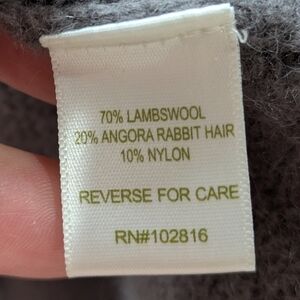 70% LAMBSWOOL
20% ANGORA RABBIT HAIR
10% NYLON
REVERSE FOR CARE
RN#102816